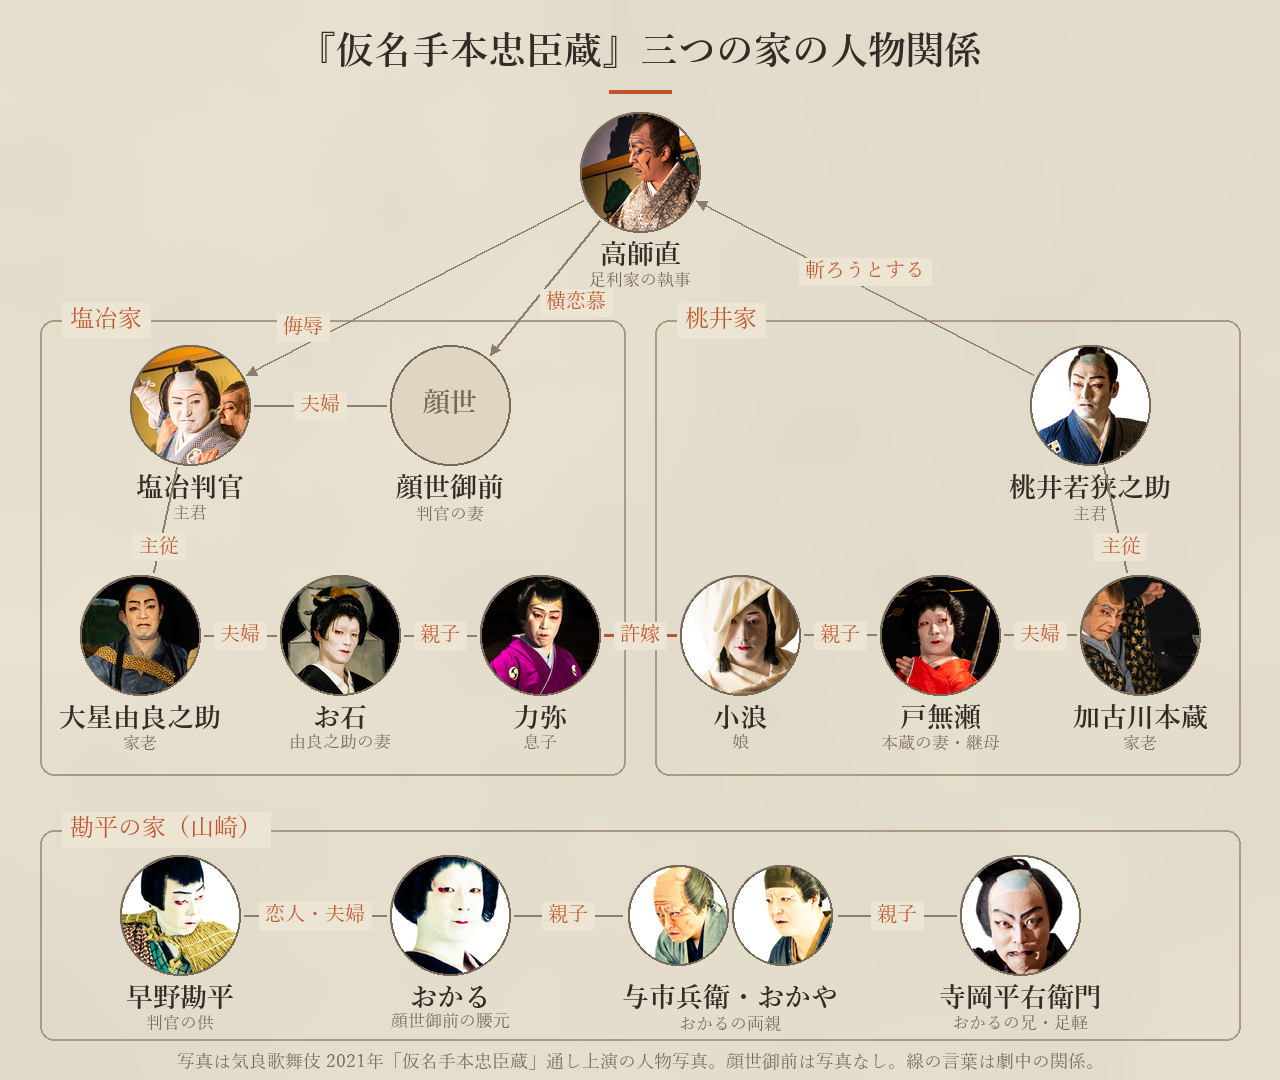 『仮名手本忠臣蔵』三つの家の人物関係
高師直
足利家の執事
斬ろうとする
横恋慕
侮辱
塩冶家
桃井家
夫婦
顔世
塩冶判官
主君
顔世御前
判官の妻
桃井若狭之助
主君
主従
主従
夫婦
親子
許嫁
親子
夫婦
大星由良之助
家老
お石
由良之助の妻
力弥
息子
小浪
娘
戸無瀬
本蔵の妻・継母
加古川本蔵
家老
勘平の家（山崎）
恋人・夫婦
親子
親子
早野勘平
判官の供
おかる
顔世御前の腰元
与市兵衛・おかや
おかるの両親
寺岡平右衛門
おかるの兄・足軽
写真は気良歌舞伎 2021年「仮名手本忠臣蔵」通し上演の人物写真。顔世御前は写真なし。線の言葉は劇中の関係。